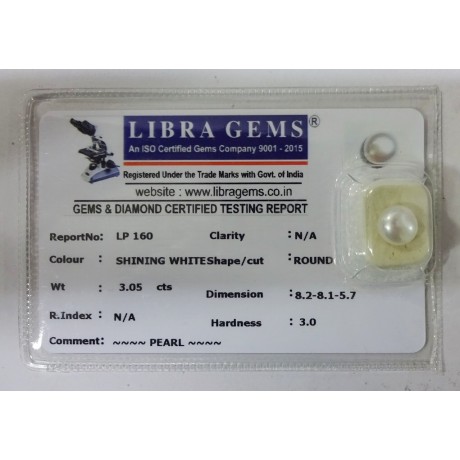 LIBRA GEMS®
An ISO Certified Gems Company 9001 - 2015
Registered Under the Trade Marks with Govt. of India
website : www.libragems.co.in
GEMS & DIAMOND CERTIFIED TESTING REPORT
ReportNo: LP 160 Clarity : N/A
Colour : SHINING WHITE Shape/cut : ROUND
Wt : 3.05 cts Dimension : 8.2-8.1-5.7
R.Index : N/A Hardness : 3.0
Comment: ~~~~ PEARL ~~~~